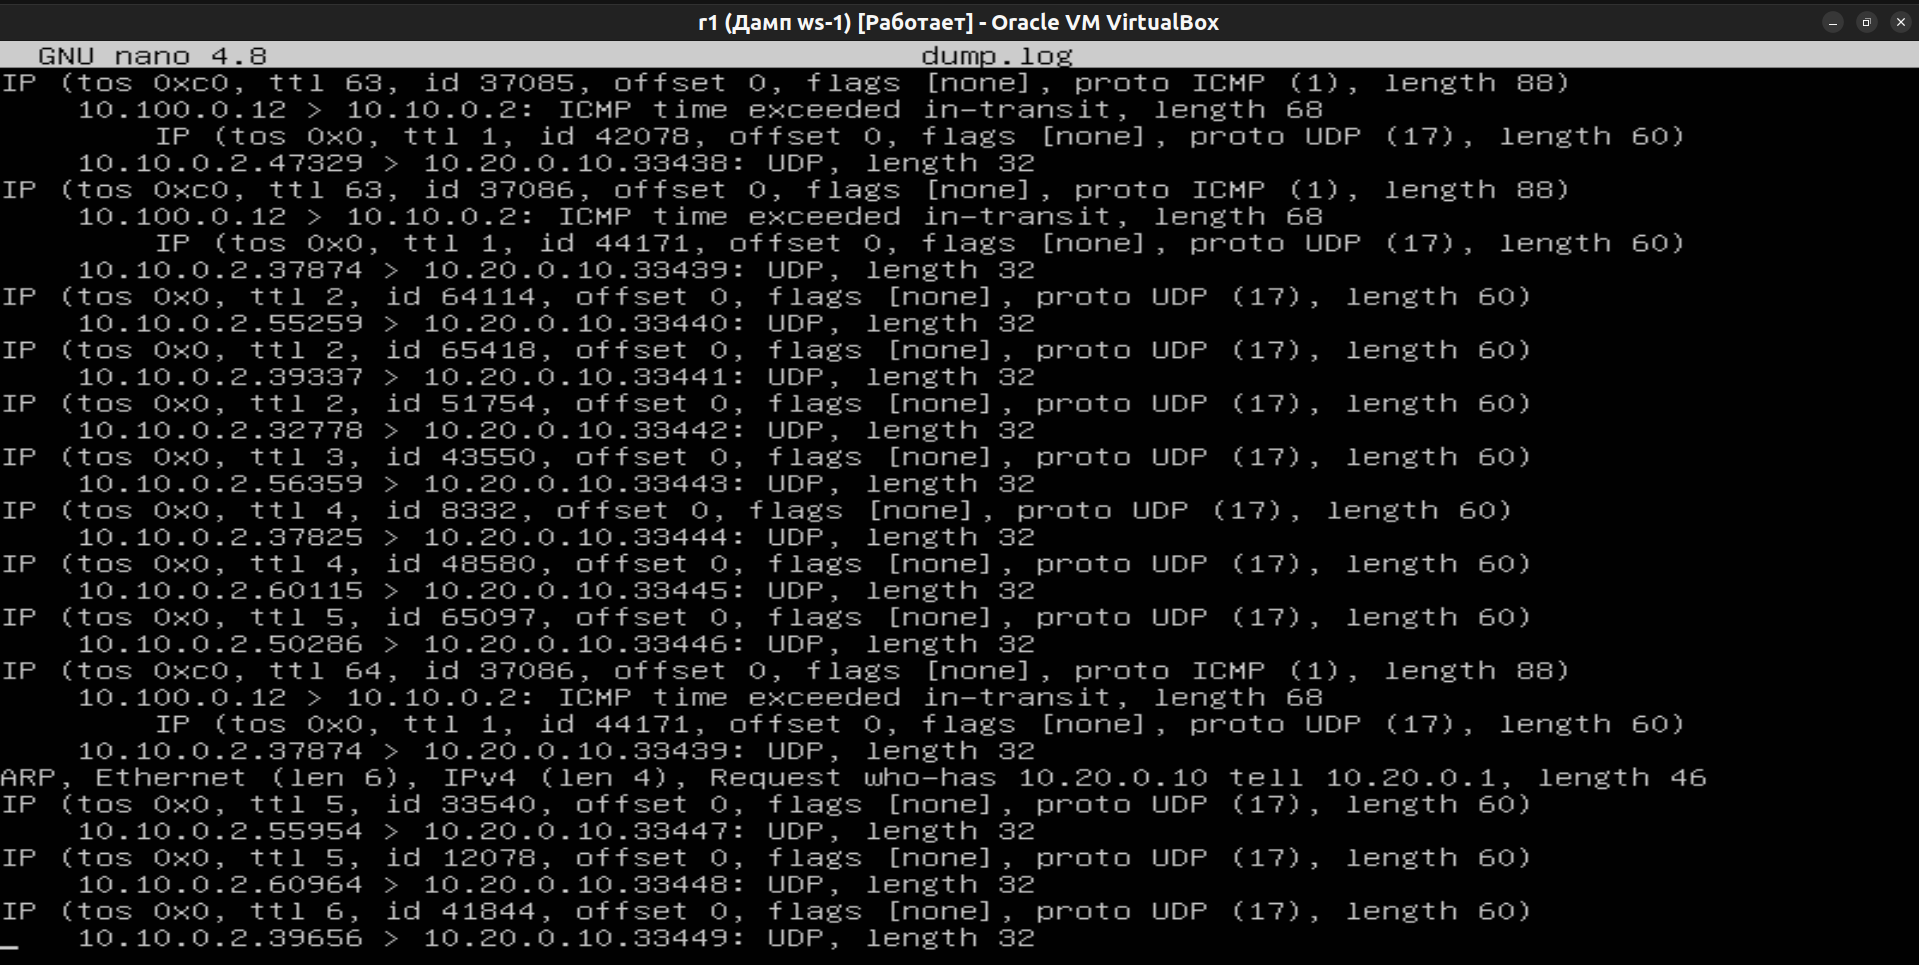 r1 (Дамп ws-1) [Работает] - Oracle VM VirtualBox
GNU nano 4.8 dump.log
IP (tos 0xc0, ttl 63, id 37085, offset 0, flags [none], proto ICMP (1), length 88)
10.100.0.12 > 10.10.0.2: ICMP time exceeded in-transit, length 68
IP (tos 0x0, ttl 1, id 42078, offset 0, flags [none], proto UDP (17), length 60)
10.10.0.2.47329 > 10.20.0.10.33438: UDP, length 32
IP (tos 0xc0, ttl 63, id 37086, offset 0, flags [none], proto ICMP (1), length 88)
10.100.0.12 > 10.10.0.2: ICMP time exceeded in-transit, length 68
IP (tos 0x0, ttl 1, id 44171, offset 0, flags [none], proto UDP (17), length 60)
10.10.0.2.37874 > 10.20.0.10.33439: UDP, length 32
IP (tos 0x0, ttl 2, id 64114, offset 0, flags [none], proto UDP (17), length 60)
10.10.0.2.55259 > 10.20.0.10.33440: UDP, length 32
IP (tos 0x0, ttl 2, id 65418, offset 0, flags [none], proto UDP (17), length 60)
10.10.0.2.39337 > 10.20.0.10.33441: UDP, length 32
IP (tos 0x0, ttl 2, id 51754, offset 0, flags [none], proto UDP (17), length 60)
10.10.0.2.32778 > 10.20.0.10.33442: UDP, length 32
IP (tos 0x0, ttl 3, id 43550, offset 0, flags [none], proto UDP (17), length 60)
10.10.0.2.56359 > 10.20.0.10.33443: UDP, length 32
IP (tos 0x0, ttl 4, id 8332, offset 0, flags [none], proto UDP (17), length 60)
10.10.0.2.37825 > 10.20.0.10.33444: UDP, length 32
IP (tos 0x0, ttl 4, id 48580, offset 0, flags [none], proto UDP (17), length 60)
10.10.0.2.60115 > 10.20.0.10.33445: UDP, length 32
IP (tos 0x0, ttl 5, id 65097, offset 0, flags [none], proto UDP (17), length 60)
10.10.0.2.50286 > 10.20.0.10.33446: UDP, length 32
IP (tos 0xc0, ttl 64, id 37086, offset 0, flags [none], proto ICMP (1), length 88)
10.100.0.12 > 10.10.0.2: ICMP time exceeded in-transit, length 68
IP (tos 0x0, ttl 1, id 44171, offset 0, flags [none], proto UDP (17), length 60)
10.10.0.2.37874 > 10.20.0.10.33439: UDP, length 32
ARP, Ethernet (len 6), IPv4 (len 4), Request who-has 10.20.0.10 tell 10.20.0.1, length 46
IP (tos 0x0, ttl 5, id 33540, offset 0, flags [none], proto UDP (17), length 60)
10.10.0.2.55954 > 10.20.0.10.33447: UDP, length 32
IP (tos 0x0, ttl 5, id 12078, offset 0, flags [none], proto UDP (17), length 60)
10.10.0.2.60964 > 10.20.0.10.33448: UDP, length 32
IP (tos 0x0, ttl 6, id 41844, offset 0, flags [none], proto UDP (17), length 60)
10.10.0.2.39656 > 10.20.0.10.33449: UDP, length 32